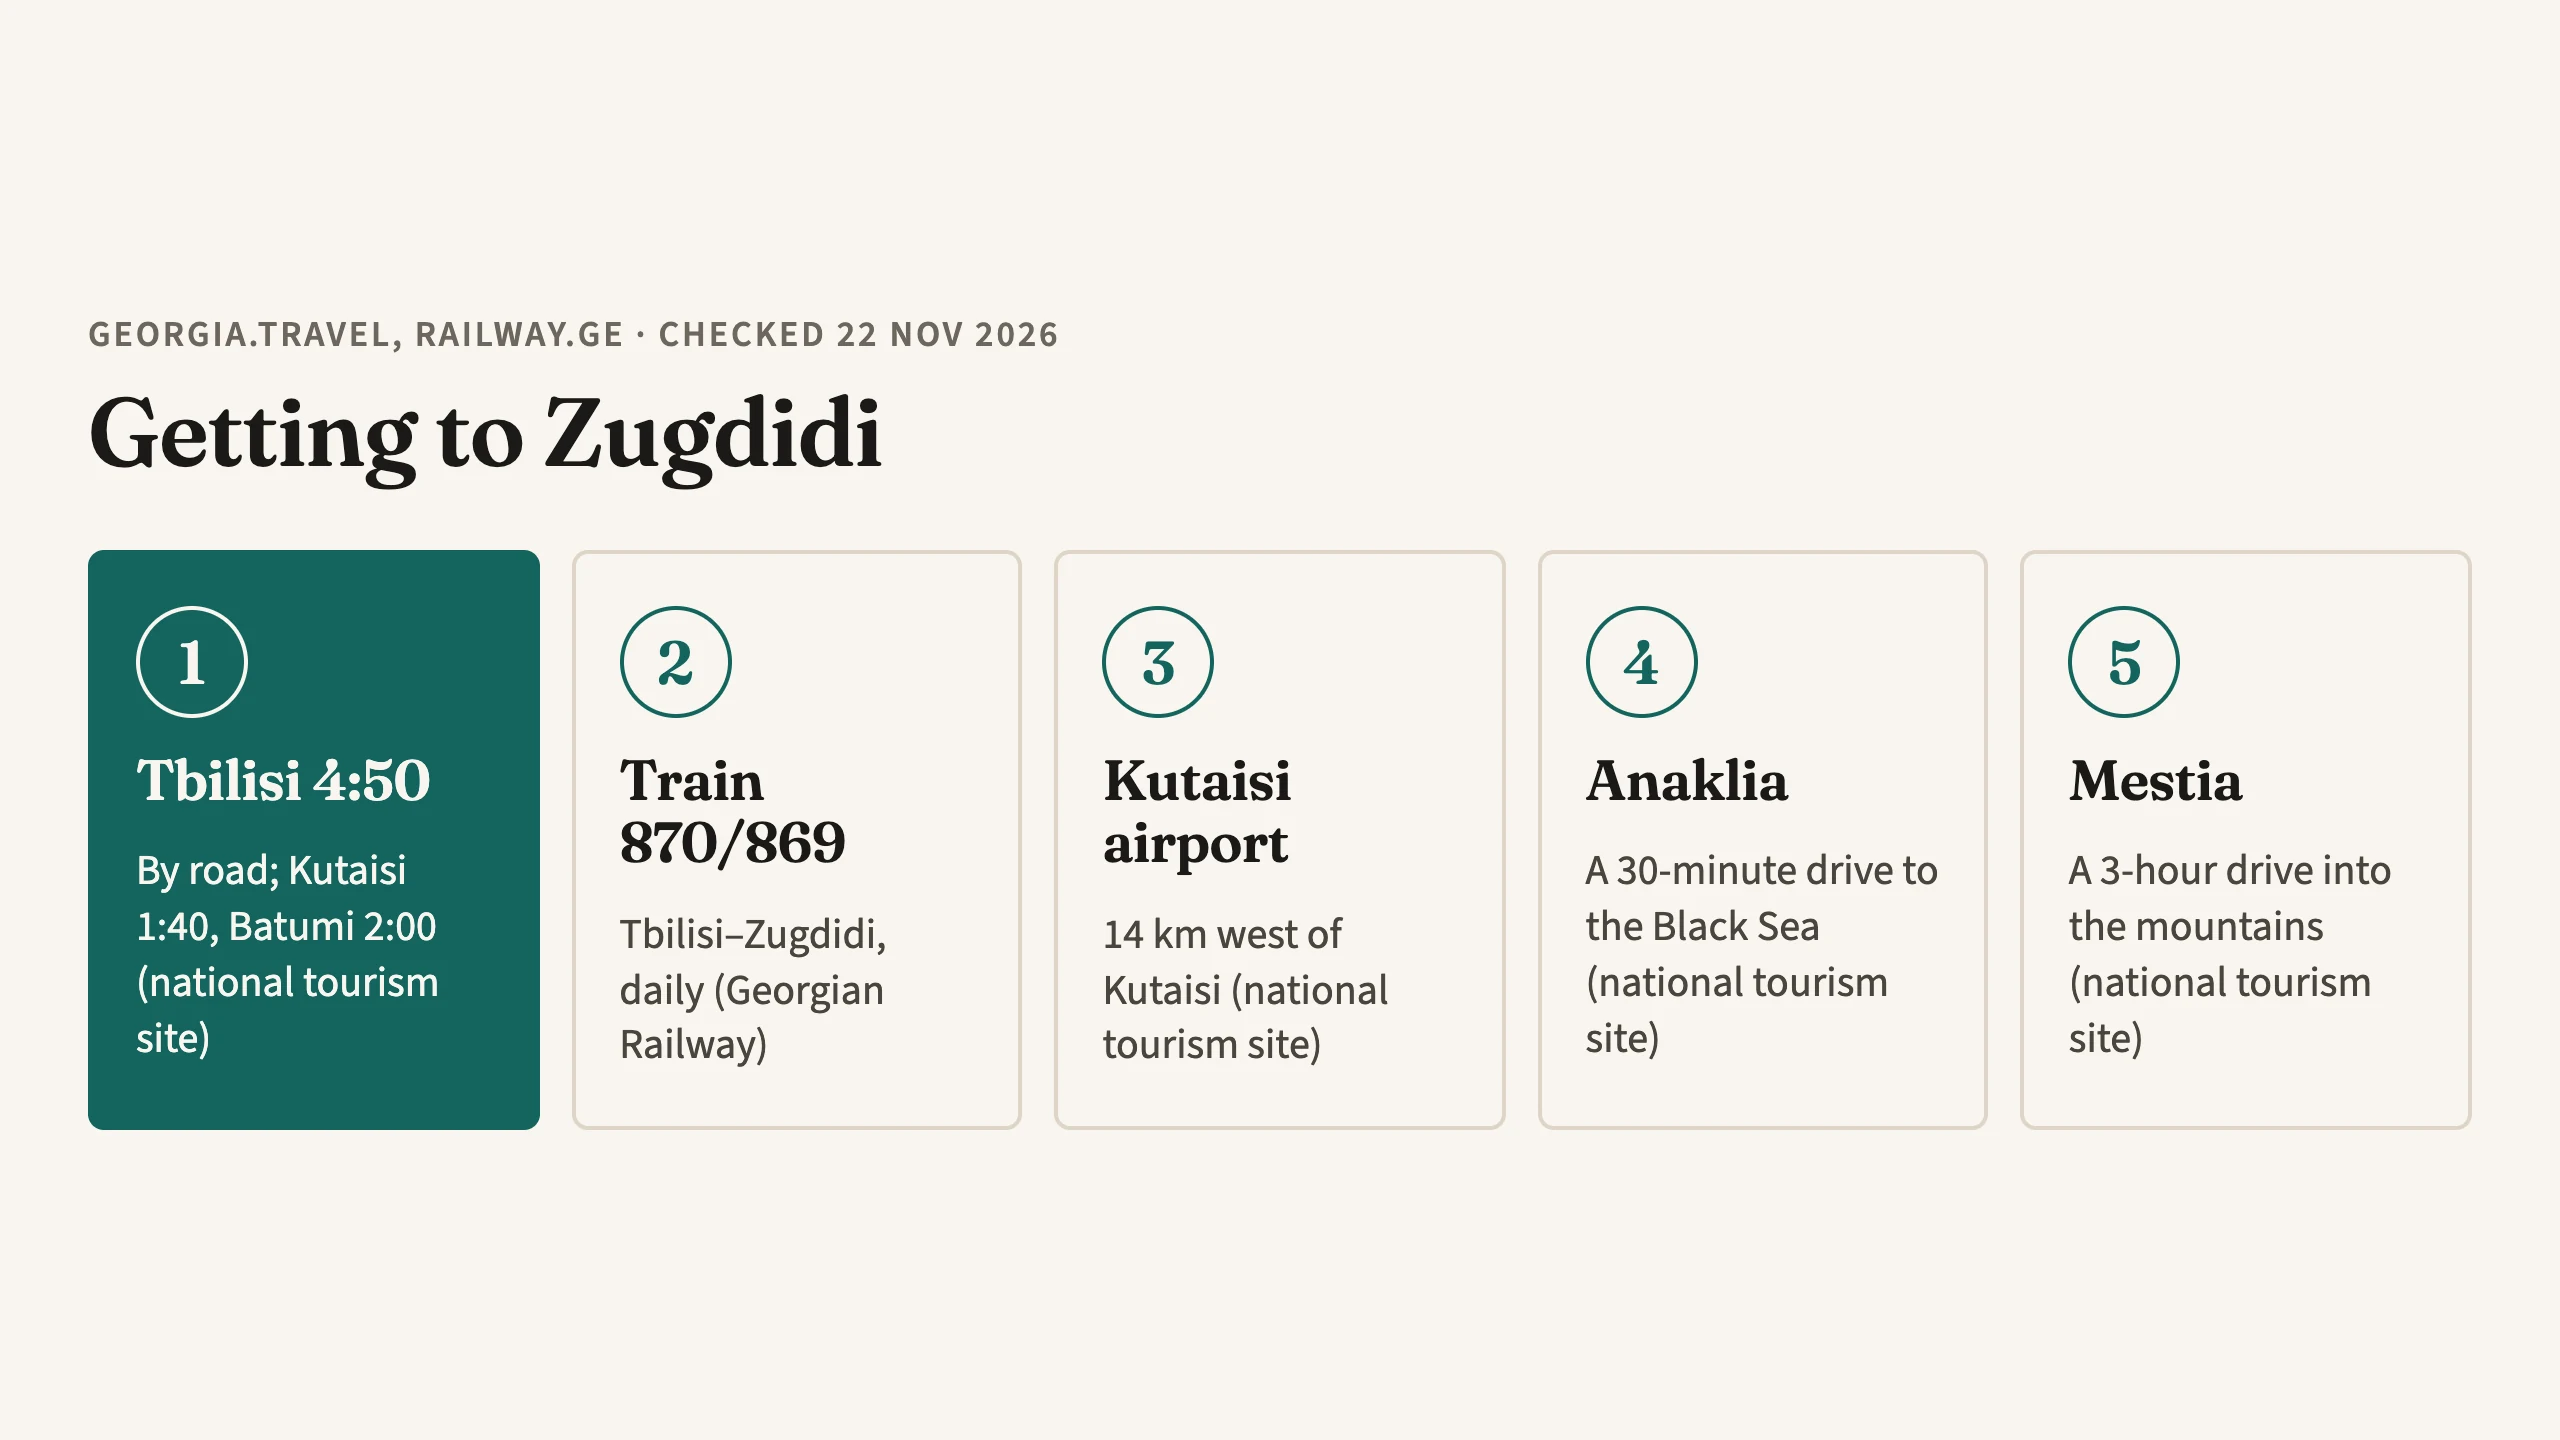 GEORGIA.TRAVEL, RAILWAY.GE · CHECKED 22 NOV 2026
Getting to Zugdidi
1
Tbilisi 4:50
By road; Kutaisi
1:40, Batumi 2:00
(national tourism
site)
2
Train
870/869
Tbilisi–Zugdidi,
daily (Georgian
Railway)
3
Kutaisi
airport
14 km west of
Kutaisi (national
tourism site)
4
Anaklia
A 30-minute drive to
the Black Sea
(national tourism
site)
5
Mestia
A 3-hour drive into
the mountains
(national tourism
site)